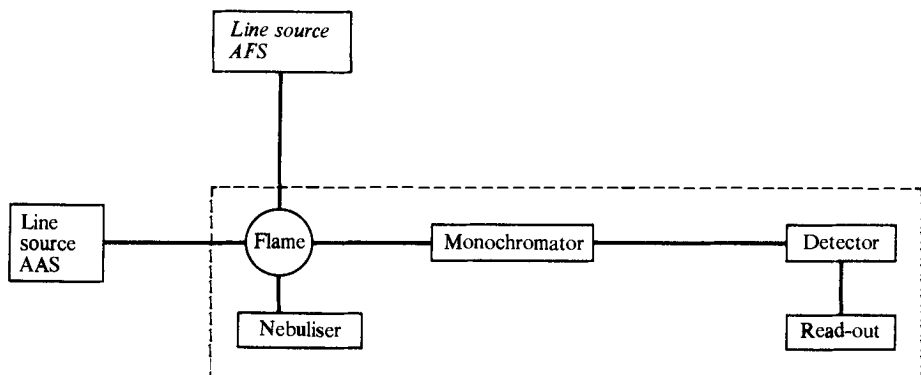 Line source
AFS
Line
source
AAS
Flame
Monochromator
Detector
Nebuliser
Read-out